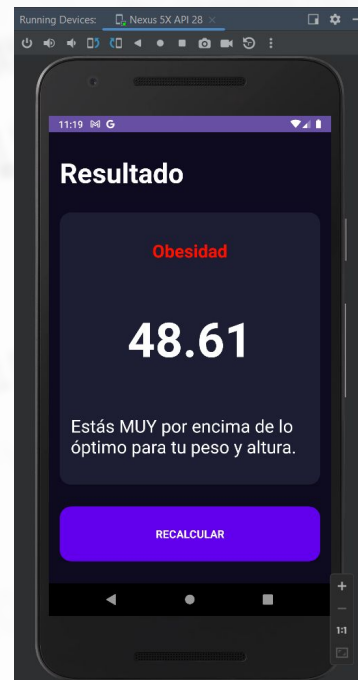 Running Devices: Nexus 5X API 28
11:19 G
Resultado
Obesidad
48.61
Estás MUY por encima de lo
óptimo para tu peso y altura.
RECALCULAR
1:1